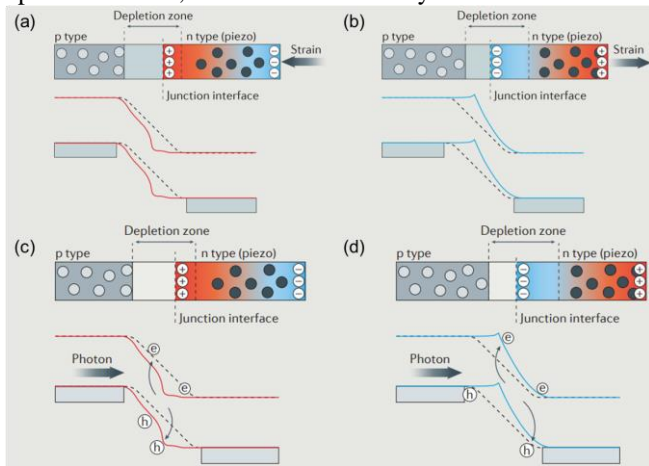 (a)
Depletion zone
p type
n type (piezo)
Strain
Junction interface
(b)
Depletion zone
p type
n type (piezo)
Strain
Junction interface
(c)
Depletion zone
p type
n type (piezo)
Junction interface
Photon
e
e
h
h
(d)
Depletion zone
p type
n type (piezo)
Junction interface
Photon
e
e
h
h